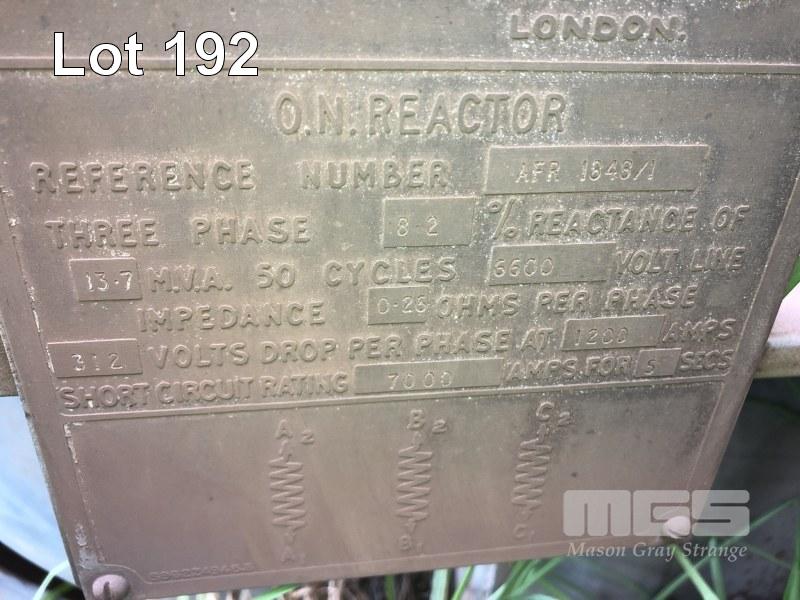 LONDON.
Lot 192
O.N. REACTOR
REFERENCE NUMBER AFR 1848/1
THREE PHASE 8·2 % REACTANCE OF
13·7 M.V.A. 50 CYCLES 6600 VOLT LINE
IMPEDANCE 0·26 OHMS PER PHASE
312 VOLTS DROP PER PHASE AT 1200 AMPS
SHORT CIRCUIT RATING 7000 AMPS. FOR 5 SECS
A2 B2 C2
A1 B1 C1
MGS
Mason Gray Strange